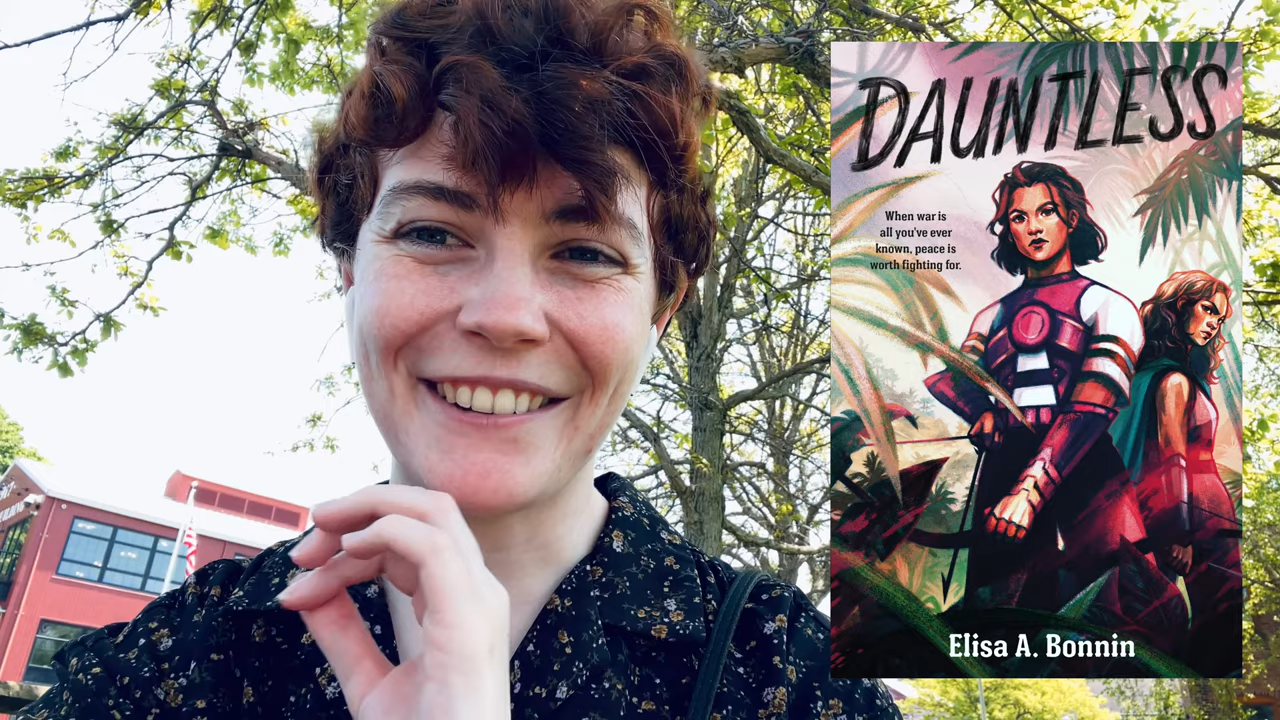 DAUNTLESS
When war is
all you've ever
known, peace is
worth fighting for.
Elisa A. Bonnin